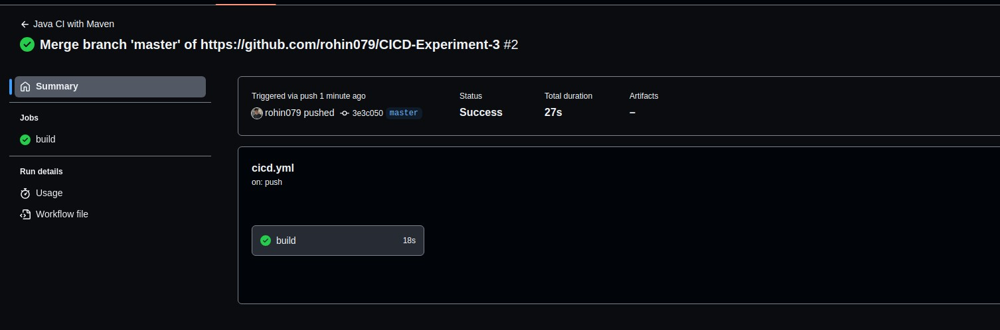 Java CI with Maven
Merge branch 'master' of https://github.com/rohin079/CICD-Experiment-3 #2
Summary
Jobs
build
Run details
Usage
Workflow file
Triggered via push 1 minute ago
rohin079 pushed 3e3c050 master
Status
Success
Total duration
27s
Artifacts
–
cicd.yml
on: push
build 18s